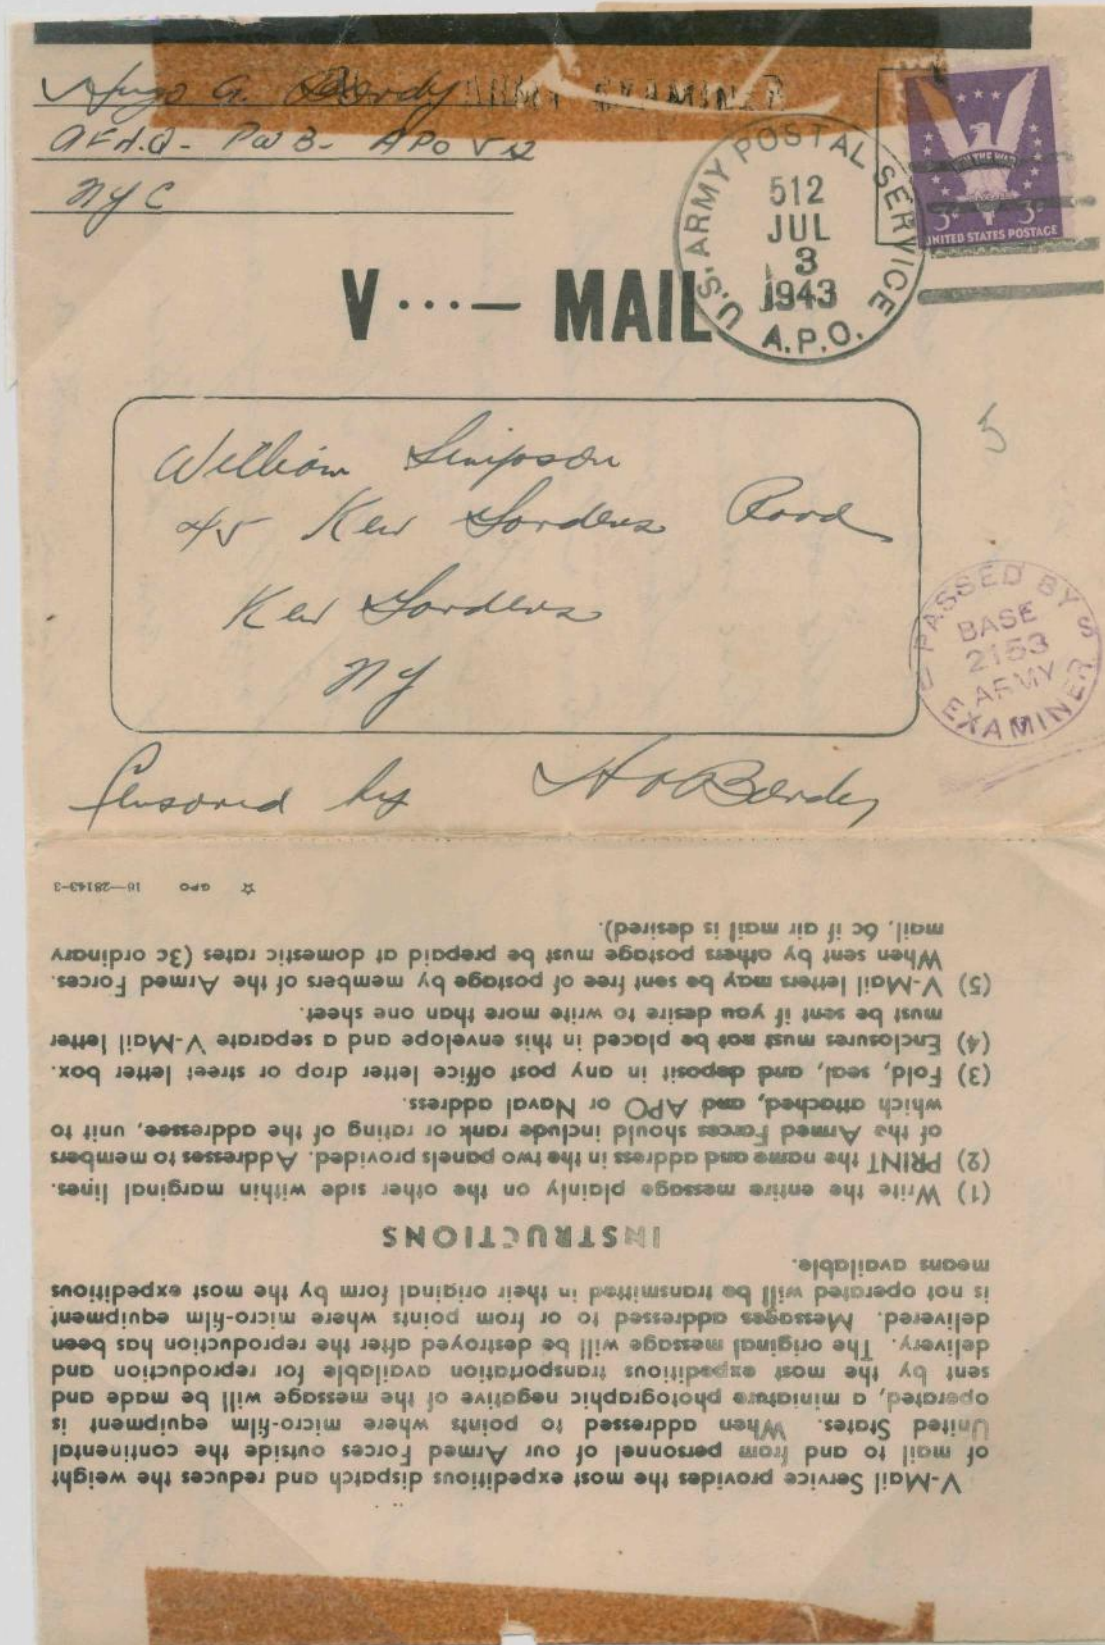 Hugo G.
ARMY EXAMINER
A.F.H.Q - PWB - APO 512
NYC
U.S. ARMY POSTAL SERVICE
512
JUL
3
1943
A.P.O.
WIN THE WAR
3¢ 3¢
UNITED STATES POSTAGE
V ···— MAIL
William Simpson
45 Kew Gardens Road
Kew Gardens
NY
5
PASSED BY
BASE
2153
ARMY
EXAMINER
Censored by
☆ GPO 16—28143-3
V-Mail Service provides the most expeditious dispatch and reduces the weight
of mail to and from personnel of our Armed Forces outside the continental
United States. When addressed to points where micro-film equipment is
operated, a miniature photographic negative of the message will be made and
sent by the most expeditious transportation available for reproduction and
delivery. The original message will be destroyed after the reproduction has been
delivered. Messages addressed to or from points where micro-film equipment
is not operated will be transmitted in their original form by the most expeditious
means available.
INSTRUCTIONS
(1) Write the entire message plainly on the other side within marginal lines.
(2) PRINT the name and address in the two panels provided. Addresses to members
of the Armed Forces should include rank or rating of the addressee, unit to
which attached, and APO or Naval address.
(3) Fold, seal, and deposit in any post office letter drop or street letter box.
(4) Enclosures must not be placed in this envelope and a separate V-Mail letter
must be sent if you desire to write more than one sheet.
(5) V-Mail letters may be sent free of postage by members of the Armed Forces.
When sent by others postage must be prepaid at domestic rates (3c ordinary
mail, 6c if air mail is desired).